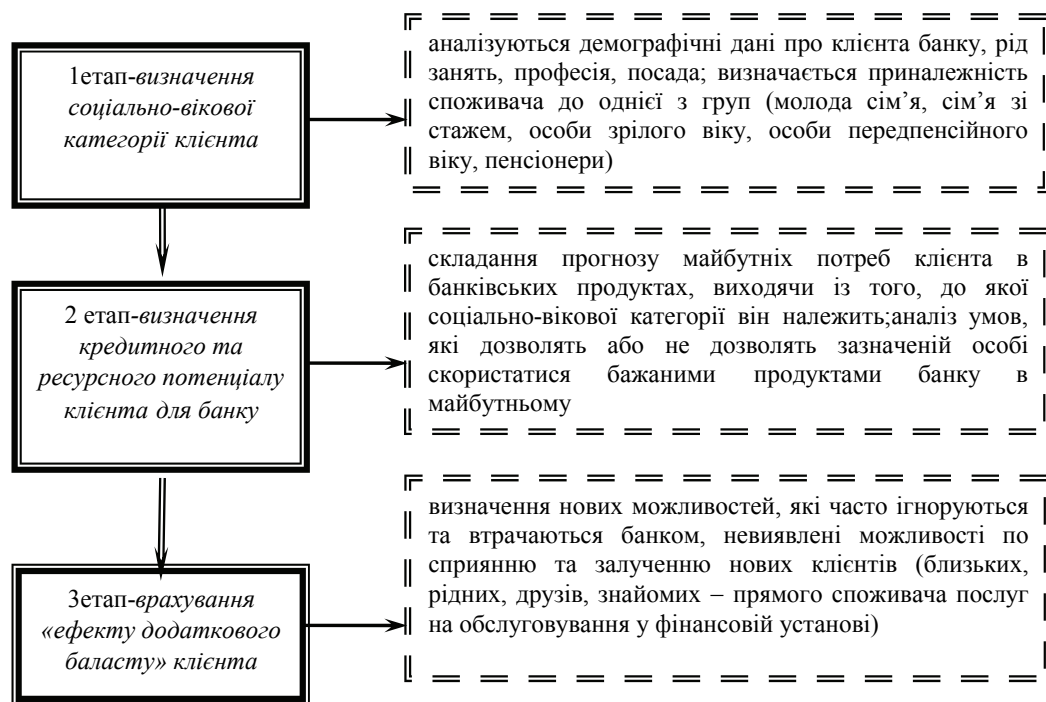 1етап-визначення
соціально-вікової
категорії клієнта
аналізуються демографічні дані про клієнта банку, рід
занять, професія, посада; визначається приналежність
споживача до однієї з груп (молода сім’я, сім’я зі
стажем, особи зрілого віку, особи передпенсійного
віку, пенсіонери)
2 етап-визначення
кредитного та
ресурсного потенціалу
клієнта для банку
складання прогнозу майбутніх потреб клієнта в
банківських продуктах, виходячи із того, до якої
соціально-вікової категорії він належить;аналіз умов,
які дозволять або не дозволять зазначеній особі
скористатися бажаними продуктами банку в
майбутньому
3етап-врахування
«ефекту додаткового
баласту» клієнта
визначення нових можливостей, які часто ігноруються
та втрачаються банком, невиявлені можливості по
сприянню та залученню нових клієнтів (близьких,
рідних, друзів, знайомих – прямого споживача послуг
на обслуговування у фінансовій установі)